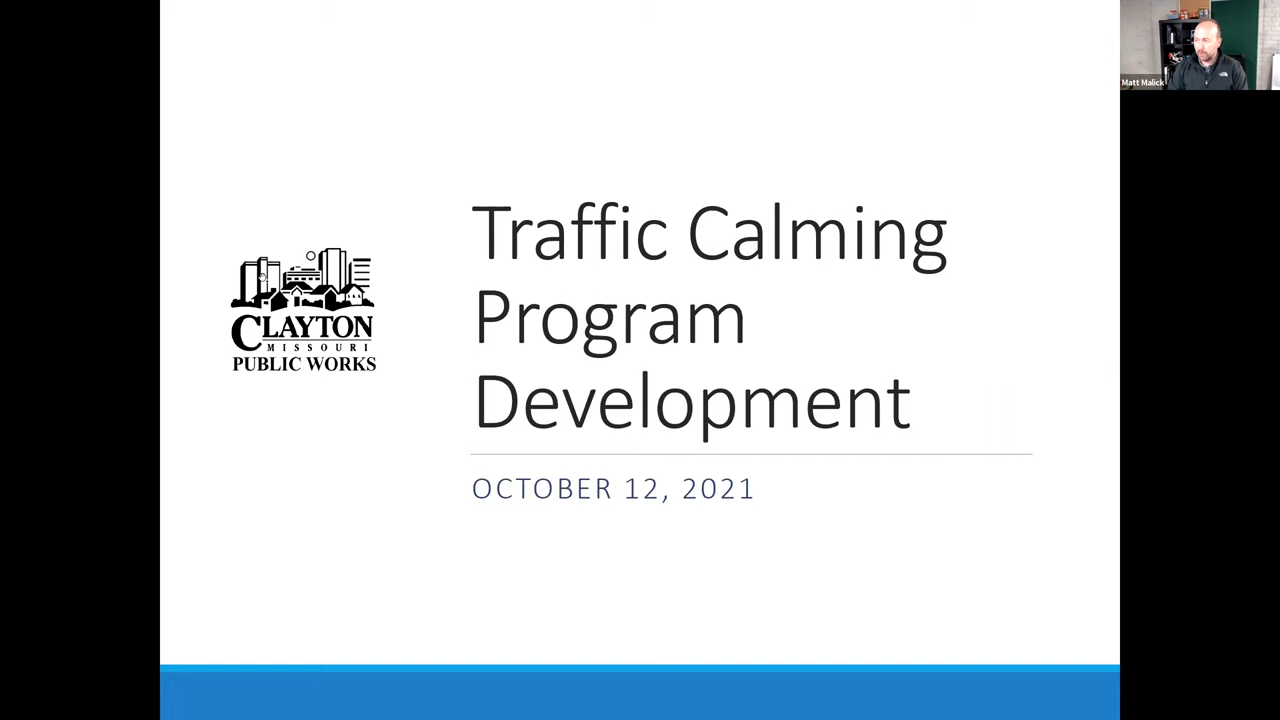 Matt Malick
Traffic Calming
Program
Development
OCTOBER 12, 2021
CLAYTON
MISSOURI
PUBLIC WORKS